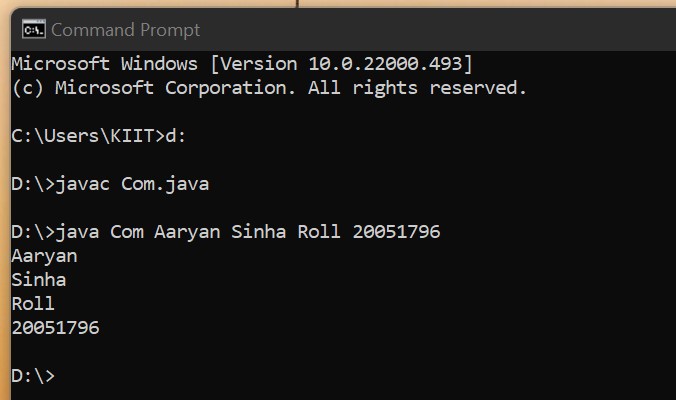 Command Prompt
Microsoft Windows [Version 10.0.22000.493]
(c) Microsoft Corporation. All rights reserved.
C:\Users\KIIT>d:
D:\>javac Com.java
D:\>java Com Aaryan Sinha Roll 20051796
Aaryan
Sinha
Roll
20051796
D:\>